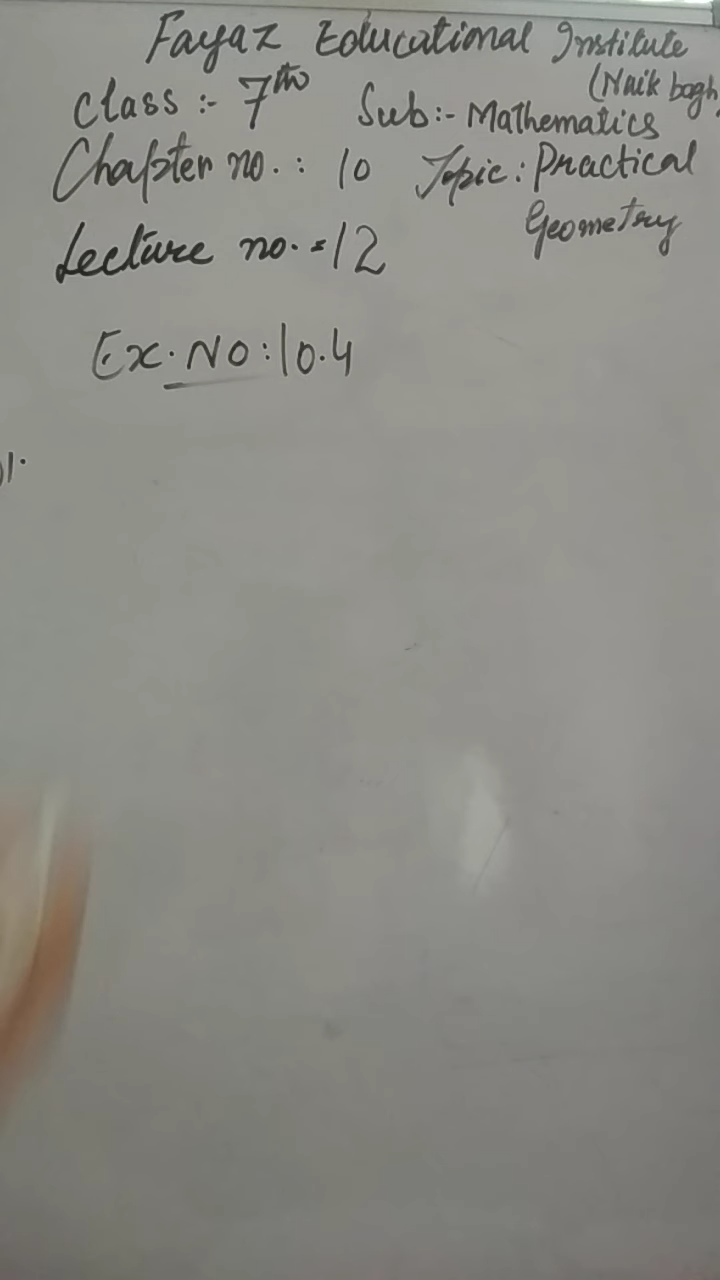 Fayaz Educational Institute
(Naik bagh)
Class :- 7th Sub:- Mathematics
Chapter no. : 10 Topic : Practical
Geometry
Lecture no. = 12
Ex. NO : 10.4
1.